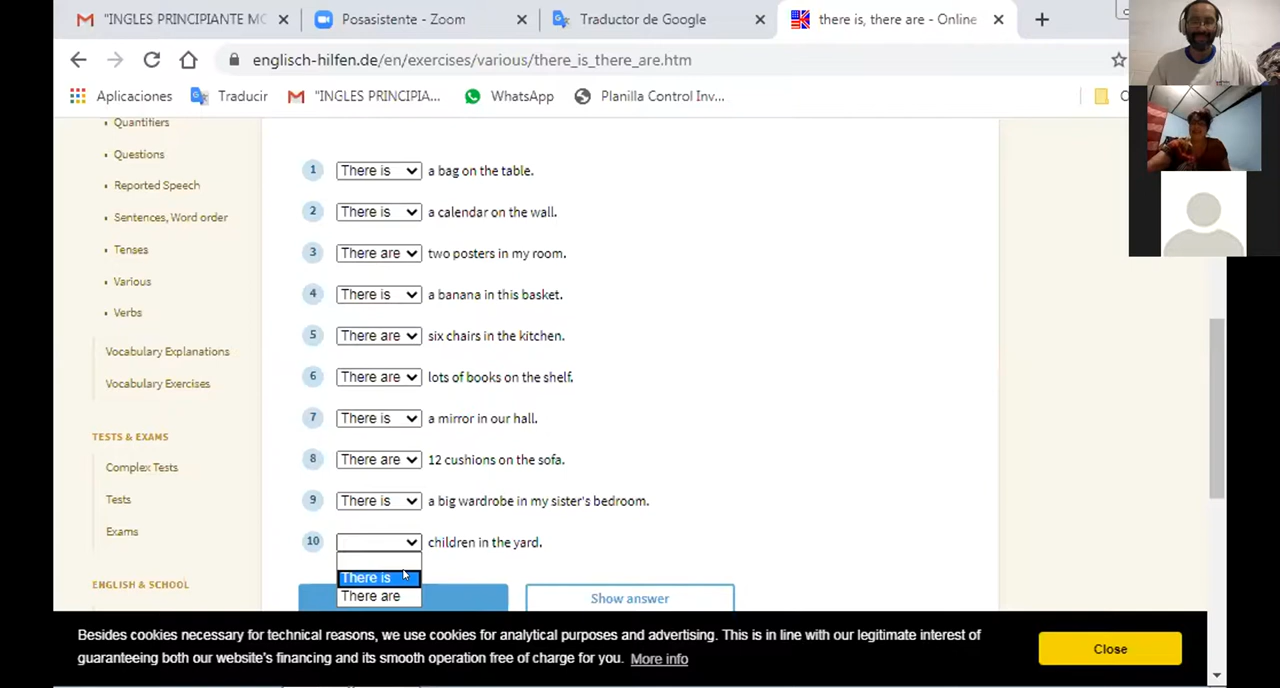 "INGLES PRINCIPIANTE MO
Posasistente - Zoom
Traductor de Google
there is, there are - Online
englisch-hilfen.de/en/exercises/various/there_is_there_are.htm
Aplicaciones
Traducir
"INGLES PRINCIPIA...
WhatsApp
Planilla Control Inv...
Quantifiers
Questions
Reported Speech
Sentences, Word order
Tenses
Various
Verbs
Vocabulary Explanations
Vocabulary Exercises
TESTS & EXAMS
Complex Tests
Tests
Exams
ENGLISH & SCHOOL
1 There is a bag on the table.
2 There is a calendar on the wall.
3 There are two posters in my room.
4 There is a banana in this basket.
5 There are six chairs in the kitchen.
6 There are lots of books on the shelf.
7 There is a mirror in our hall.
8 There are 12 cushions on the sofa.
9 There is a big wardrobe in my sister's bedroom.
10 children in the yard.
There is
There are
Show answer
Besides cookies necessary for technical reasons, we use cookies for analytical purposes and advertising. This is in line with our legitimate interest of
guaranteeing both our website's financing and its smooth operation free of charge for you. More info
Close